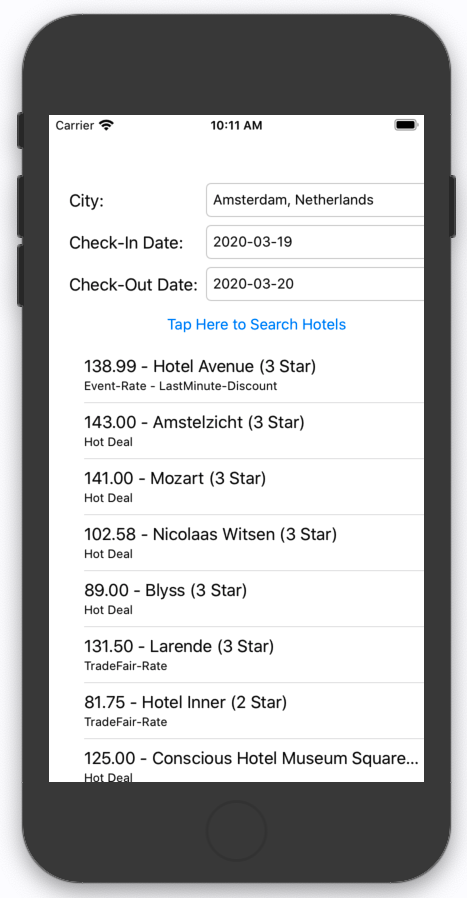 Carrier 10:11 AM
City: Amsterdam, Netherlands
Check-In Date: 2020-03-19
Check-Out Date: 2020-03-20
Tap Here to Search Hotels
138.99 - Hotel Avenue (3 Star)
Event-Rate - LastMinute-Discount
143.00 - Amstelzicht (3 Star)
Hot Deal
141.00 - Mozart (3 Star)
Hot Deal
102.58 - Nicolaas Witsen (3 Star)
Hot Deal
89.00 - Blyss (3 Star)
Hot Deal
131.50 - Larende (3 Star)
TradeFair-Rate
81.75 - Hotel Inner (2 Star)
TradeFair-Rate
125.00 - Conscious Hotel Museum Square...
Hot Deal